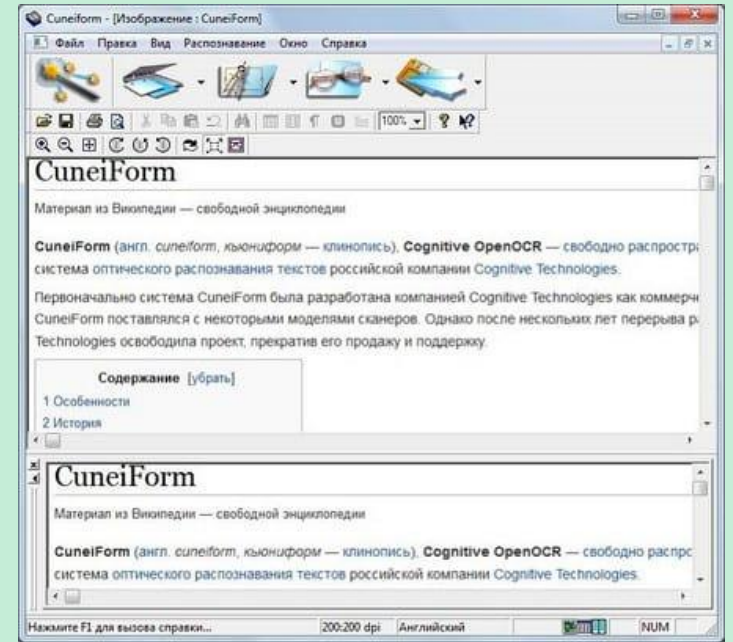 Cuneiform - [Изображение : CuneiForm]
Файл Правка Вид Распознавание Окно Справка
100%
CuneiForm
Материал из Википедии — свободной энциклопедии
CuneiForm (англ. cuneiform, кьюниформ — клинопись), Cognitive OpenOCR — свободно распростра
система оптического распознавания текстов российской компании Cognitive Technologies.
Первоначально система CuneiForm была разработана компанией Cognitive Technologies как коммерче
CuneiForm поставлялся с некоторыми моделями сканеров. Однако после нескольких лет перерыва ра
Technologies освободила проект, прекратив его продажу и поддержку.
Содержание [убрать]
1 Особенности
2 История
CuneiForm
Материал из Википедии — свободной энциклопедии
CuneiForm (англ. cuneiform, кьюниформ — клинопись), Cognitive OpenOCR — свободно распро
система оптического распознавания текстов российской компании Cognitive Technologies.
Нажмите F1 для вызова справки... 200:200 dpi Английский NUM